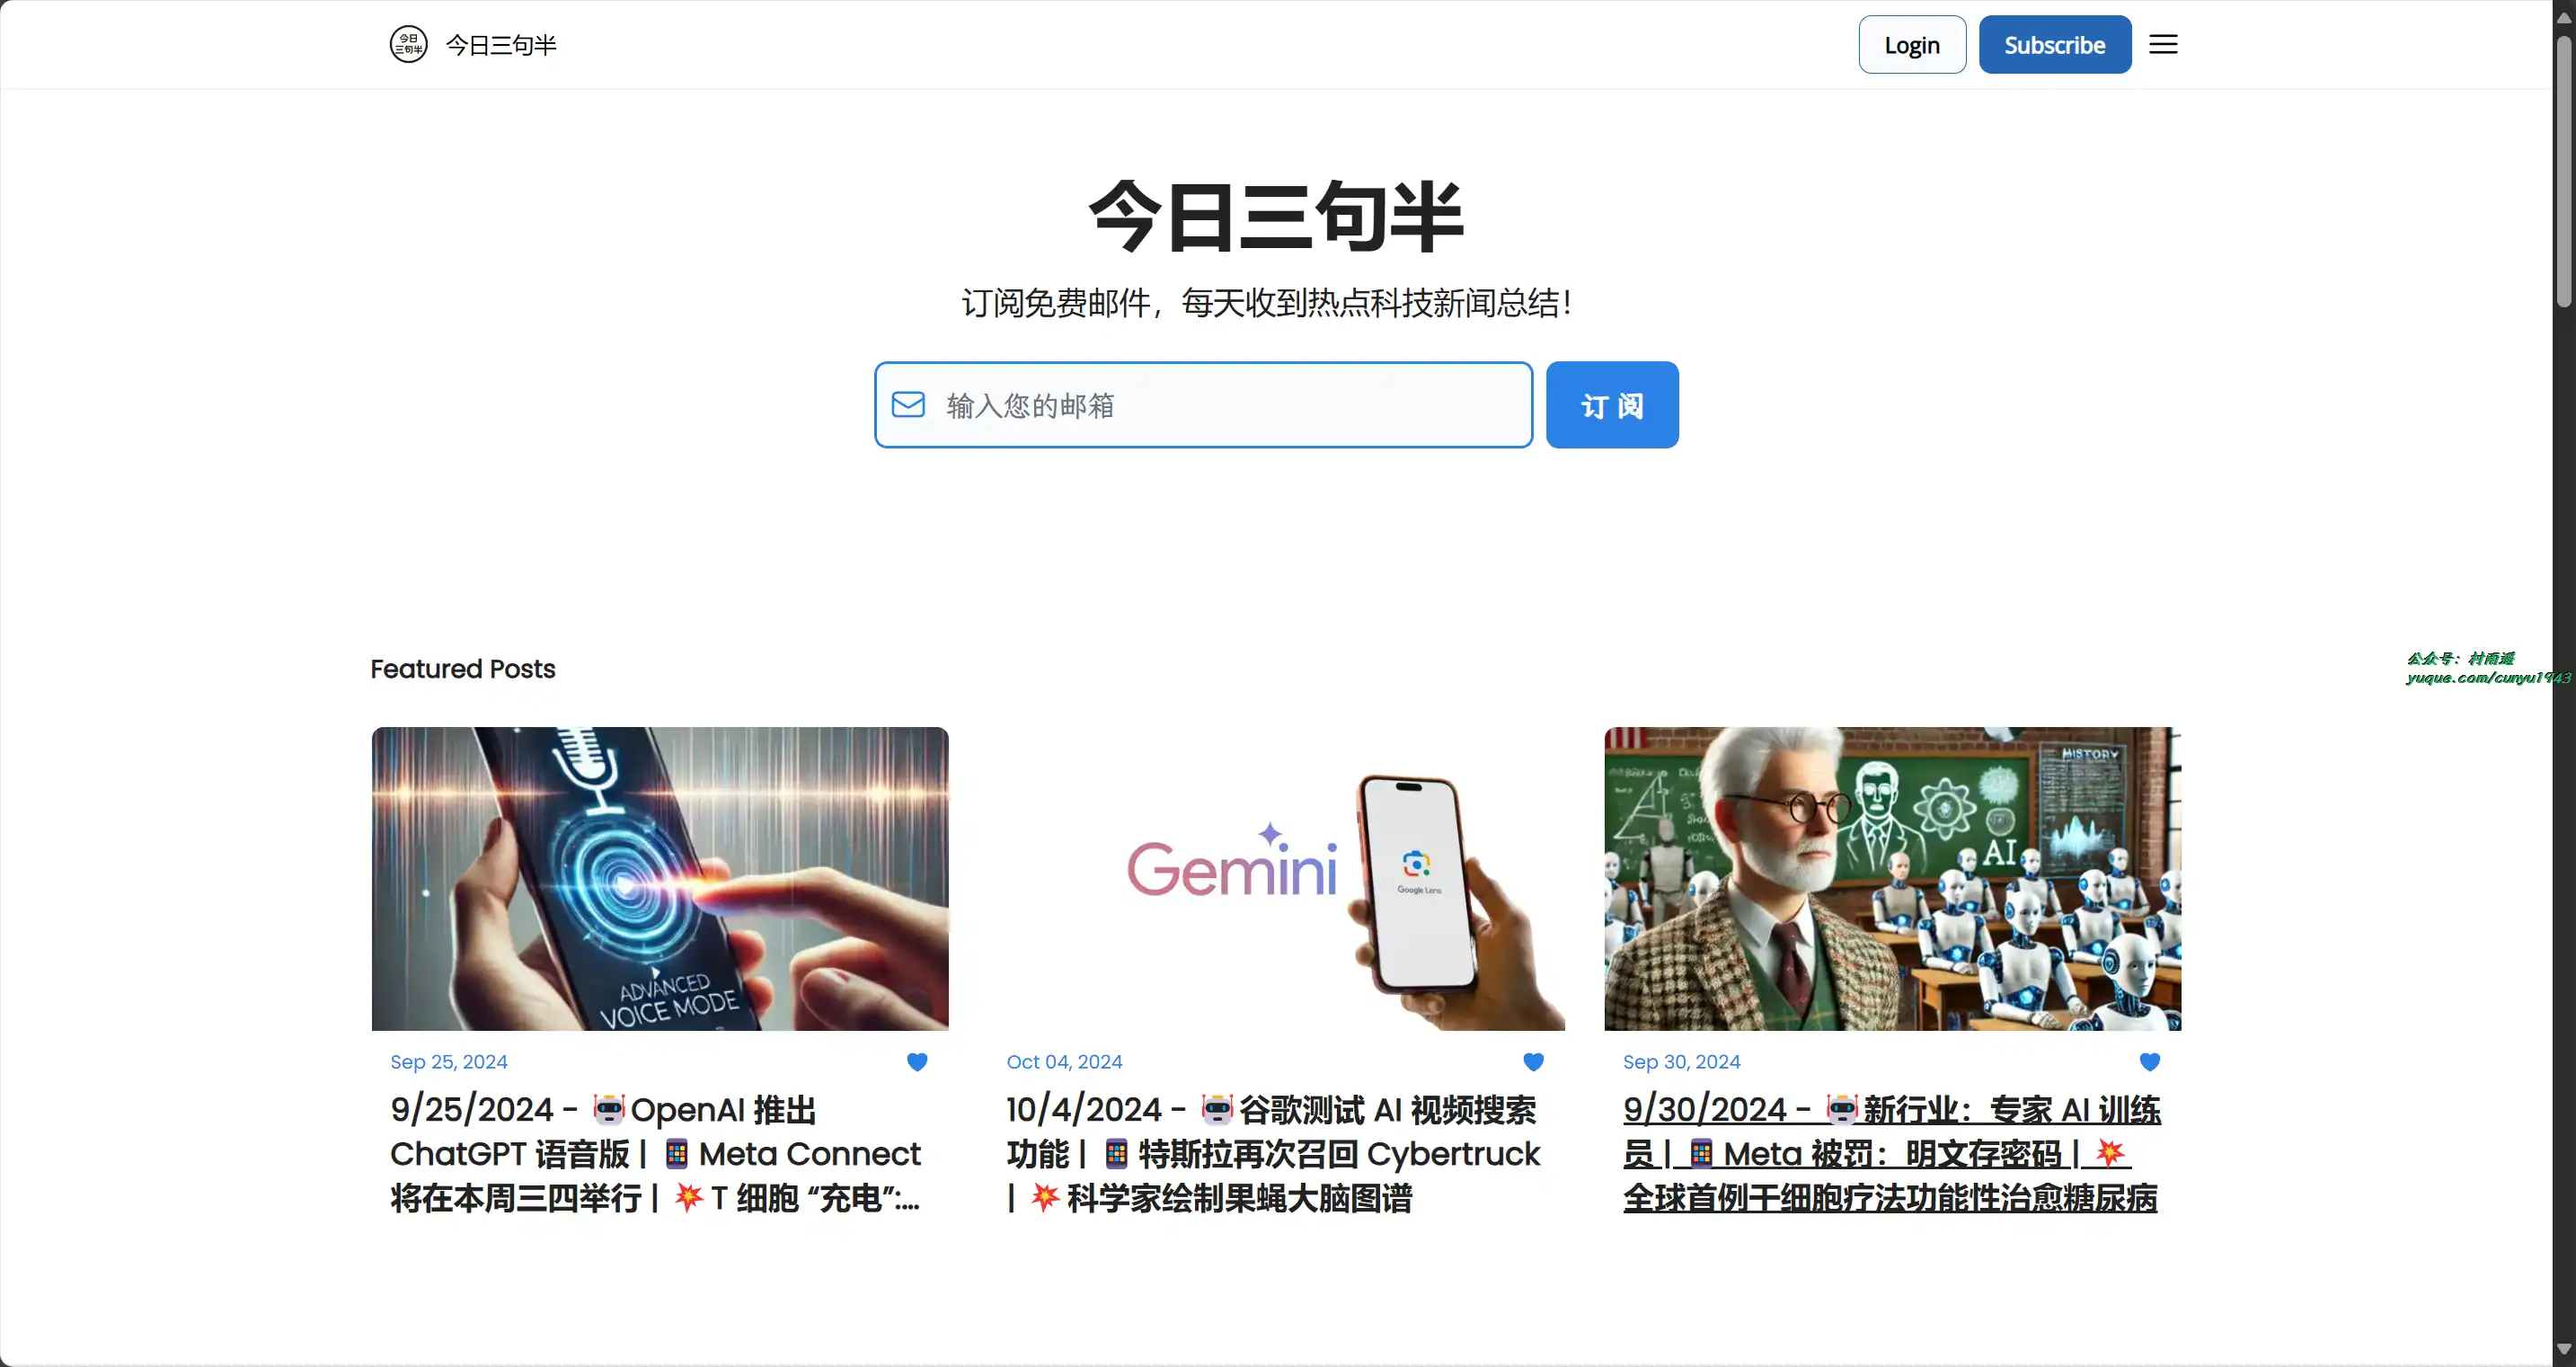 今日
三句半
今日三句半
Login
Subscribe
今日三句半
订阅免费邮件，每天收到热点科技新闻总结！
输入您的邮箱
订 阅
Featured Posts
公众号：村雨遥
yuque.com/cunyu1943
ADVANCED
VOICE MODE
Gemini
Google Lens
HISTORY
AI
Sep 25, 2024
9/25/2024 - 🤖OpenAI 推出
ChatGPT 语音版 | 📱 Meta Connect
将在本周三四举行 | 💥 T 细胞 “充电”:...
Oct 04, 2024
10/4/2024 - 🤖谷歌测试 AI 视频搜索
功能 | 📱 特斯拉再次召回 Cybertruck
| 💥 科学家绘制果蝇大脑图谱
Sep 30, 2024
9/30/2024 - 🤖新行业：专家 AI 训练
员 | 📱 Meta 被罚：明文存密码 | 💥
全球首例干细胞疗法功能性治愈糖尿病